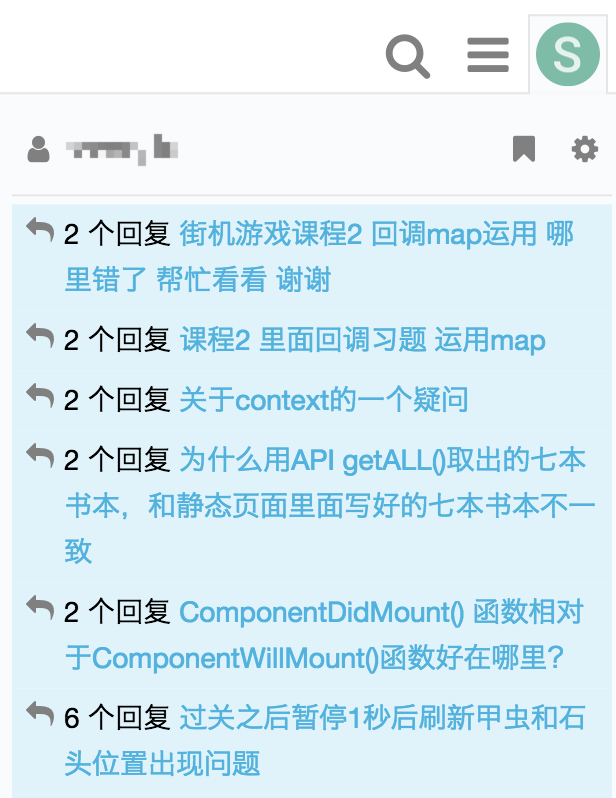 S
2 个回复 街机游戏课程2 回调map运用 哪
里错了 帮忙看看 谢谢
2 个回复 课程2 里面回调习题 运用map
2 个回复 关于context的一个疑问
2 个回复 为什么用API getALL()取出的七本
书本，和静态页面里面写好的七本书本不一
致
2 个回复 ComponentDidMount() 函数相对
于ComponentWillMount()函数好在哪里？
6 个回复 过关之后暂停1秒后刷新甲虫和石
头位置出现问题